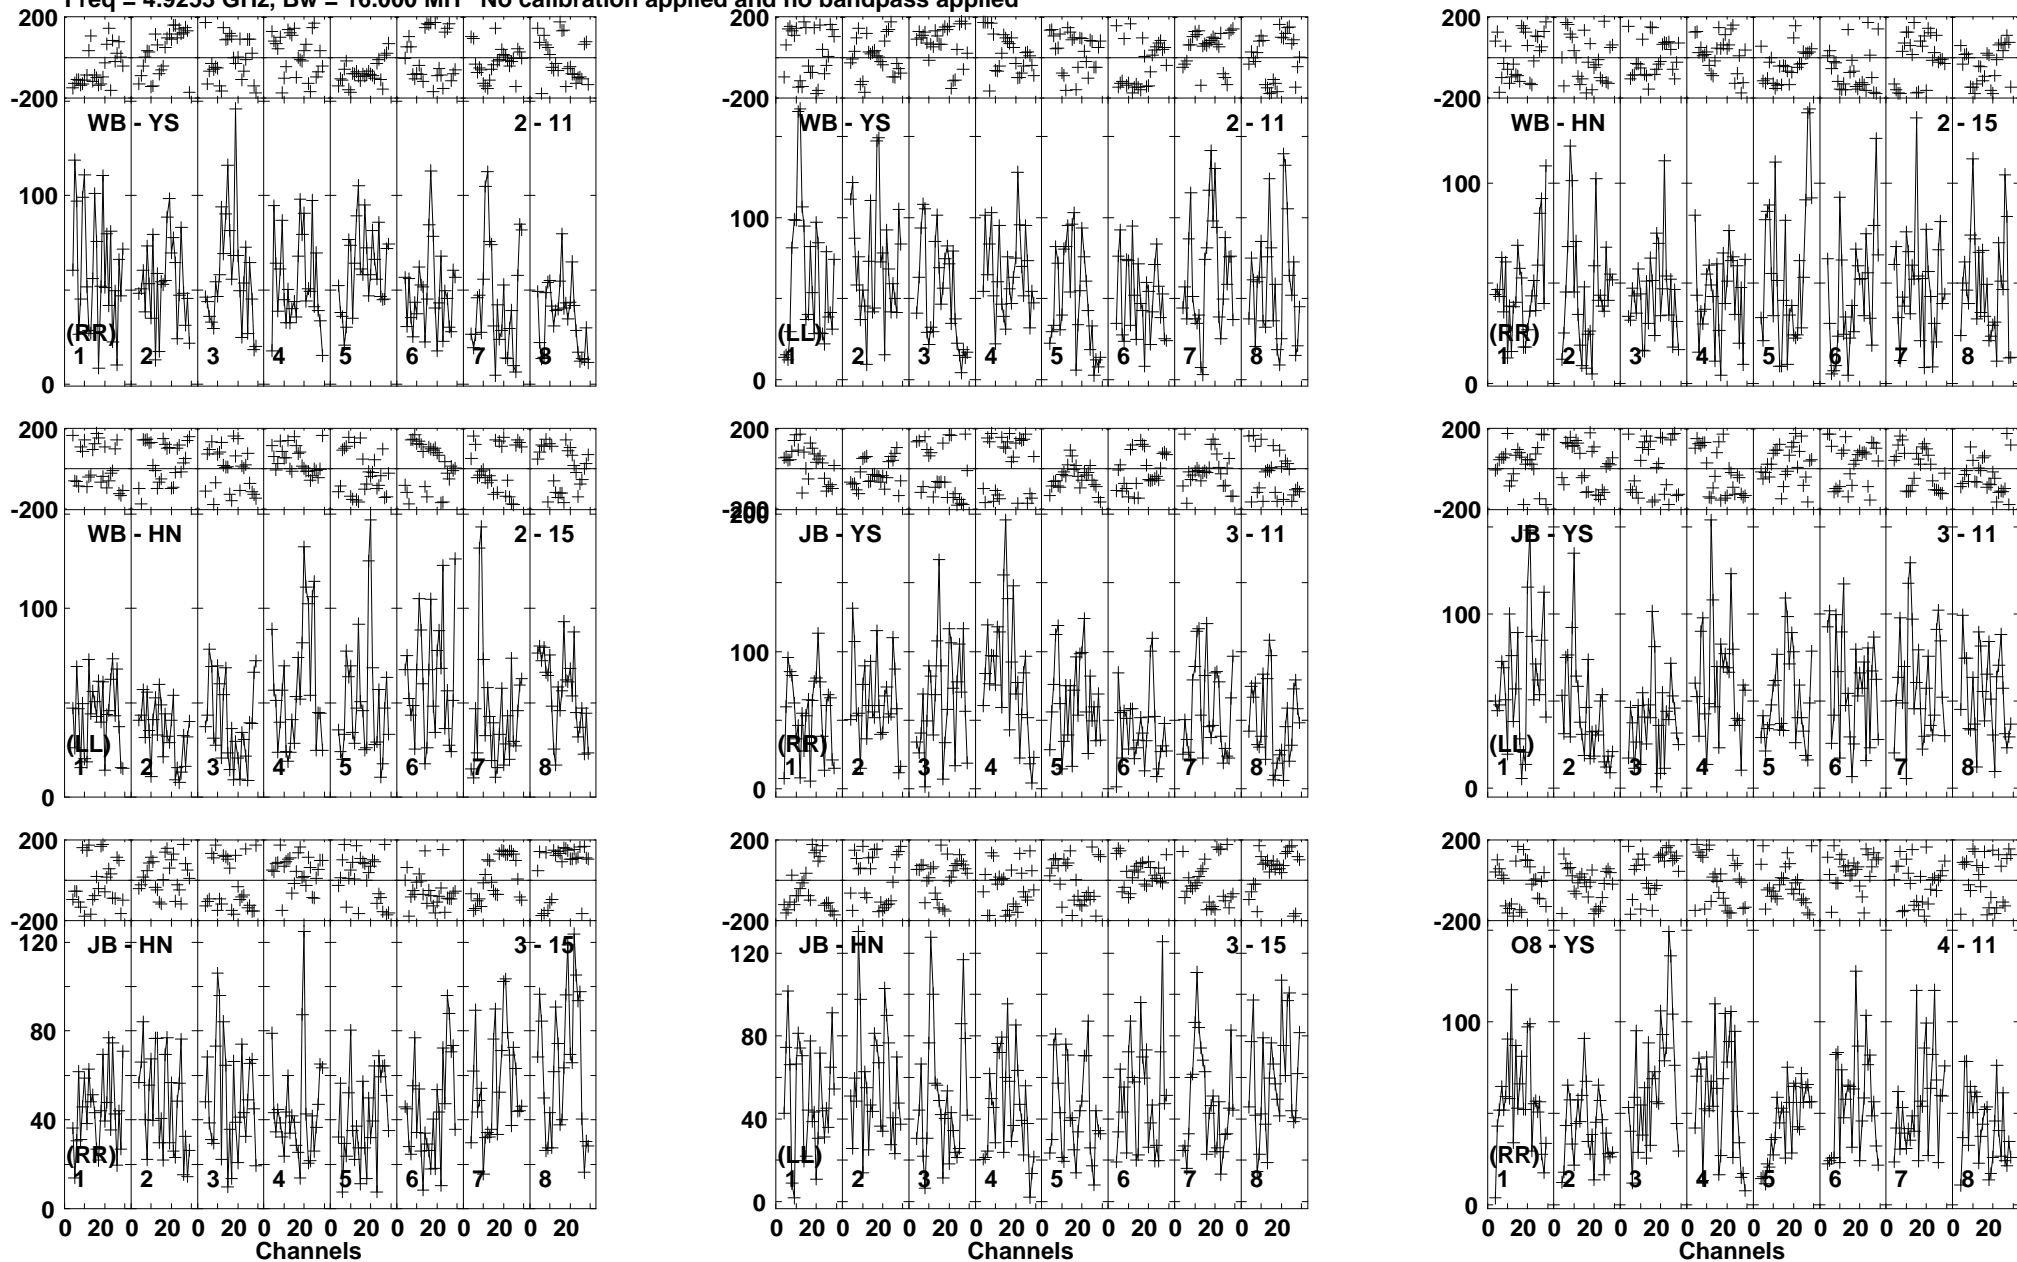 Freq = 4.9253 GHz, Bw = 16.000 MH No calibration applied and no bandpass applied
200 200 200
-200 -200 -200
WB - YS 2 - 11 WB - YS 2 - 11 WB - HN 2 - 15
100 100 100
(RR) (LL) (RR)
1 2 3 4 5 6 7 8 1 2 3 4 5 6 7 8 1 2 3 4 5 6 7 8
0 0 0
200 200 200
-200 -200 -200
200
WB - HN 2 - 15 JB - YS 3 - 11 JB - YS 3 - 11
100 100 100
(LL) (RR) (LL)
1 2 3 4 5 6 7 8 1 2 3 4 5 6 7 8 1 2 3 4 5 6 7 8
0 0 0
200 200 200
-200 -200 -200
JB - HN 3 - 15 JB - HN 3 - 15 O8 - YS 4 - 11
120 120
100
80 80
40 40
(RR) (LL) (RR)
1 2 3 4 5 6 7 8 1 2 3 4 5 6 7 8 1 2 3 4 5 6 7 8
0 0 0
0 20 0 20 0 20 0 20 0 20 0 20 0 20 0 20 0 20 0 20 0 20 0 20 0 20 0 20 0 20 0 20 0 20 0 20 0 20 0 20 0 20 0 20 0 20 0 20
Channels Channels Channels